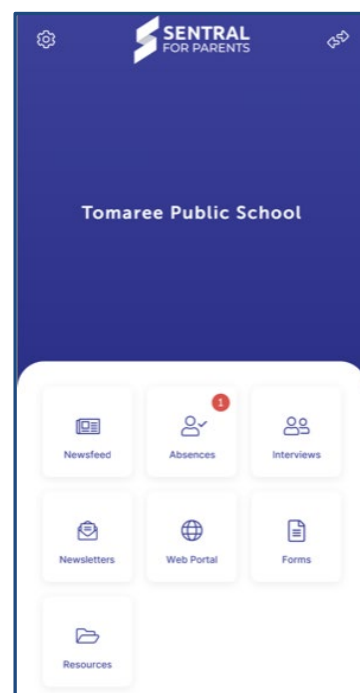 SENTRAL
FOR PARENTS
Tomaree Public School
1
Newsfeed Absences Interviews
Newsletters Web Portal Forms
Resources